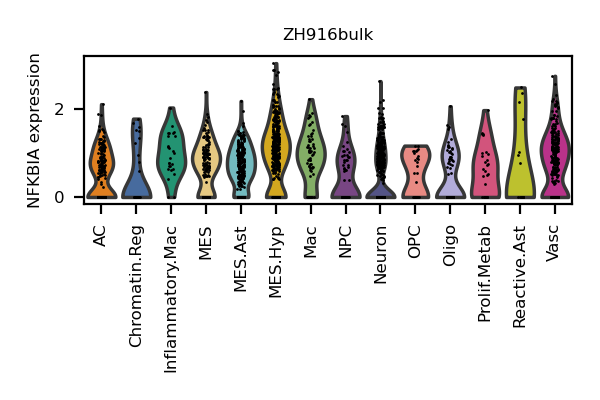 ZH916bulk
NFKBIA expression
2
0
AC
Chromatin.Reg
Inflammatory.Mac
MES
MES.Ast
MES.Hyp
Mac
NPC
Neuron
OPC
Oligo
Prolif.Metab
Reactive.Ast
Vasc